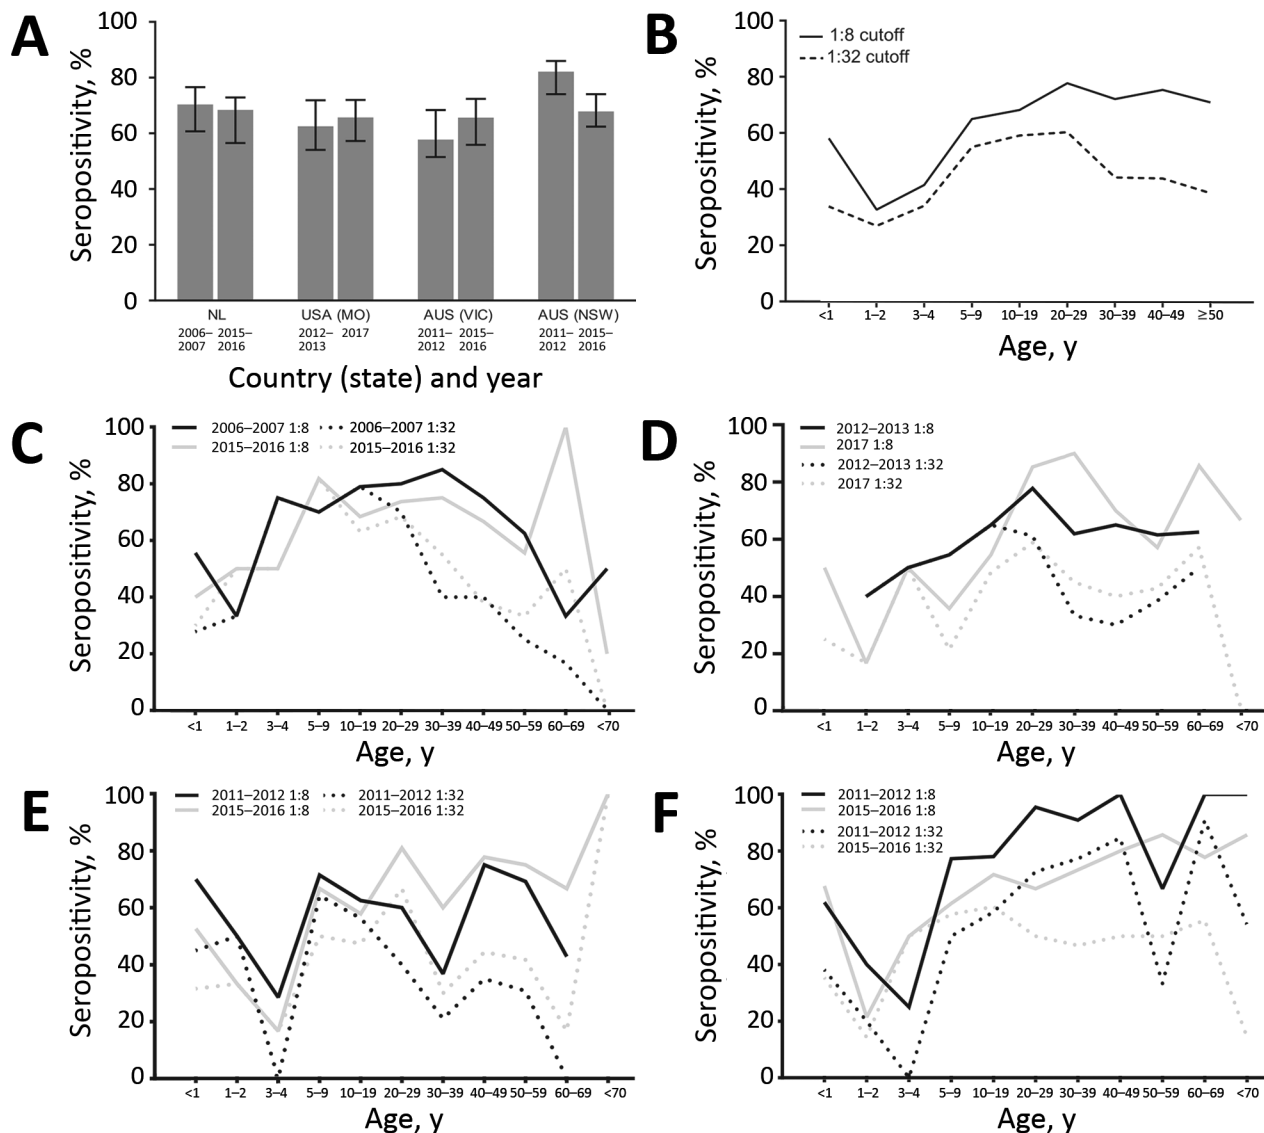 A
Seropositivity, %
100
80
60
40
20
0
NL
USA (MO)
AUS (VIC)
AUS (NSW)
2006–
2007
2015–
2016
2012–
2013
2017
2011–
2012
2015–
2016
2011–
2012
2015–
2016
Country (state) and year
B
Seropositivity, %
100
80
60
40
20
0
1:8 cutoff
1:32 cutoff
<1 1–2 3–4 5–9 10–19 20–29 30–39 40–49 ≥50
Age, y
C
Seropositivity, %
100
80
60
40
20
0
2006–2007 1:8
2015–2016 1:8
2006–2007 1:32
2015–2016 1:32
<1 1–2 3–4 5–9 10–19 20–29 30–39 40–49 50–59 60–69 <70
Age, y
D
Seropositivity, %
100
80
60
40
20
0
2012–2013 1:8
2017 1:8
2012–2013 1:32
2017 1:32
<1 1–2 3–4 5–9 10–19 20–29 30–39 40–49 50–59 60–69 <70
Age, y
E
Seropositivity, %
100
80
60
40
20
0
2011–2012 1:8
2015–2016 1:8
2011–2012 1:32
2015–2016 1:32
<1 1–2 3–4 5–9 10–19 20–29 30–39 40–49 50–59 60–69 <70
Age, y
F
Seropositivity, %
100
80
60
40
20
0
2011–2012 1:8
2015–2016 1:8
2011–2012 1:32
2015–2016 1:32
<1 1–2 3–4 5–9 10–19 20–29 30–39 40–49 50–59 60–69 <70
Age, y